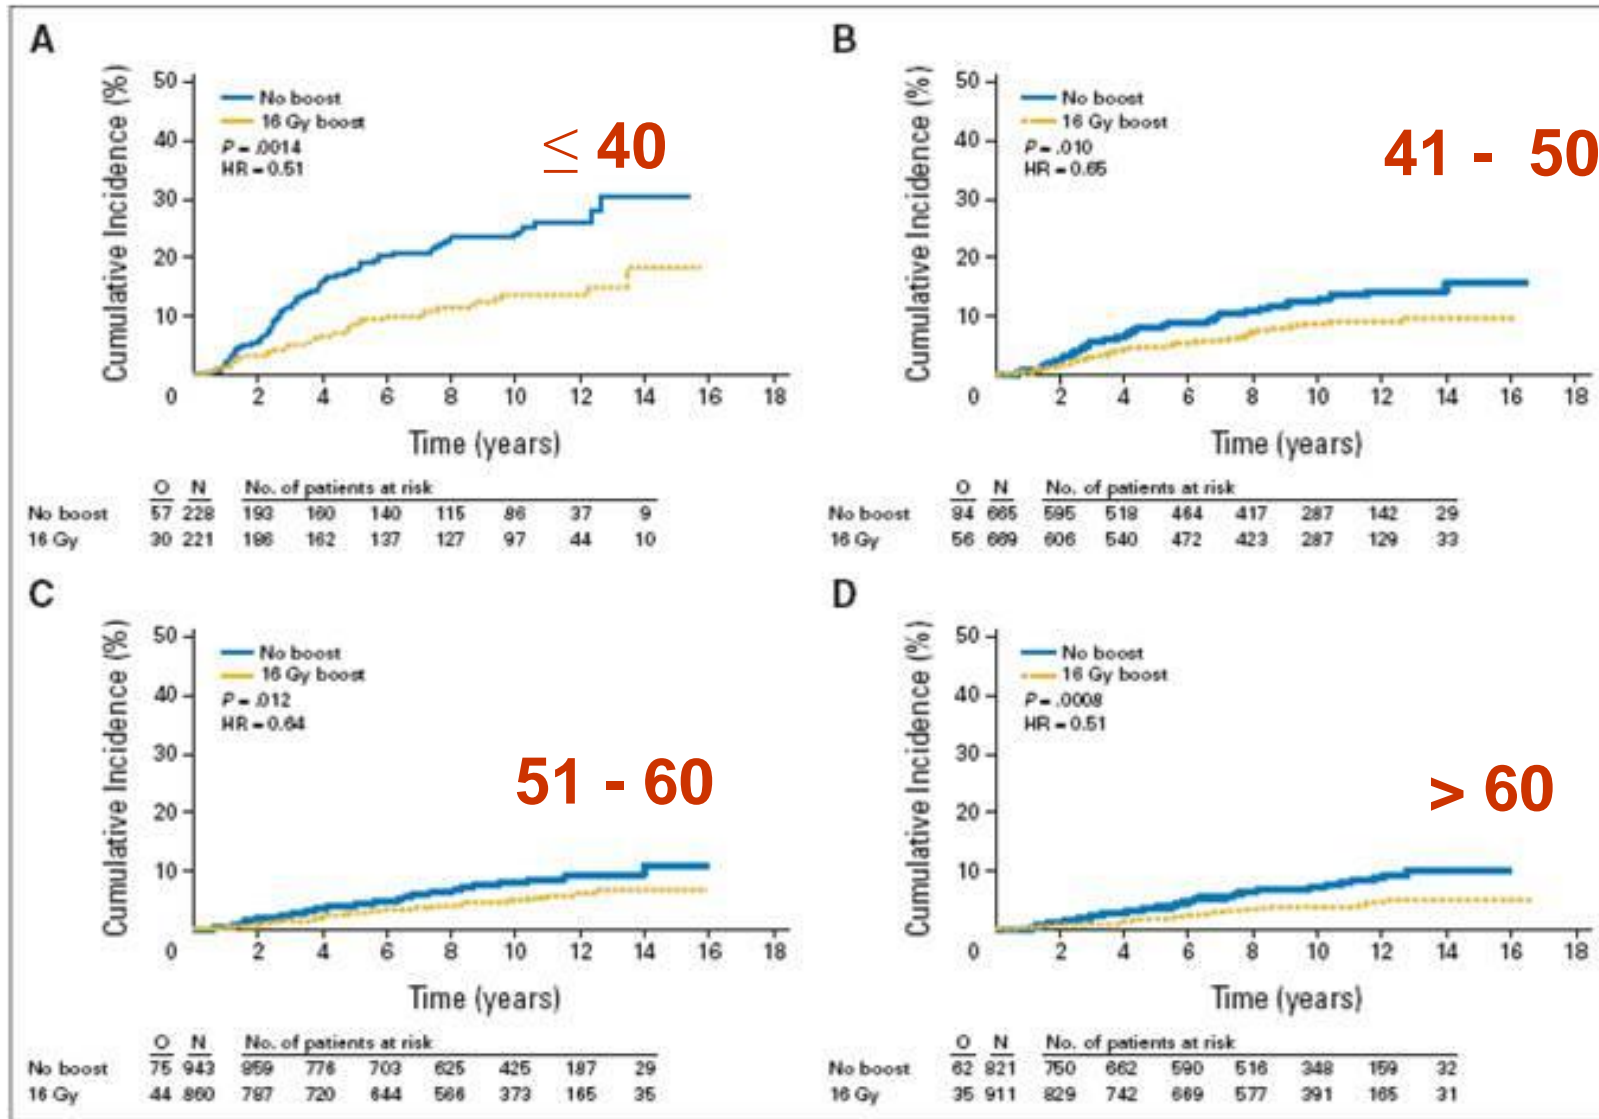 A
Cumulative Incidence (%)
50
40
30
20
10
0
No boost
16 Gy boost
P = .0014
HR = 0.51
≤ 40
2 4 6 8 10 12 14 16 18
Time (years)
O N No. of patients at risk
No boost 57 228 193 160 140 115 86 37 9
16 Gy 30 221 186 162 137 127 97 44 10
B
Cumulative Incidence (%)
50
40
30
20
10
0
No boost
16 Gy boost
P = .010
HR = 0.65
41 - 50
2 4 6 8 10 12 14 16 18
Time (years)
O N No. of patients at risk
No boost 94 665 595 518 464 417 287 142 29
16 Gy 56 669 606 540 472 423 287 129 33
C
Cumulative Incidence (%)
50
40
30
20
10
0
No boost
16 Gy boost
P = .012
HR = 0.64
51 - 60
2 4 6 8 10 12 14 16 18
Time (years)
O N No. of patients at risk
No boost 75 943 859 776 703 625 425 187 29
16 Gy 44 860 787 720 644 566 373 165 35
D
Cumulative Incidence (%)
50
40
30
20
10
0
No boost
16 Gy boost
P = .0008
HR = 0.51
> 60
2 4 6 8 10 12 14 16 18
Time (years)
O N No. of patients at risk
No boost 62 821 750 662 590 516 348 159 32
16 Gy 35 911 829 742 669 577 391 165 31